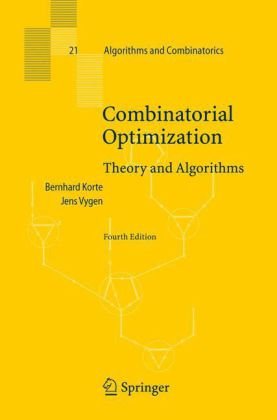 21 Algorithms and Combinatorics
Combinatorial
Optimization
Theory and Algorithms
Bernhard Korte
Jens Vygen
Fourth Edition
Springer